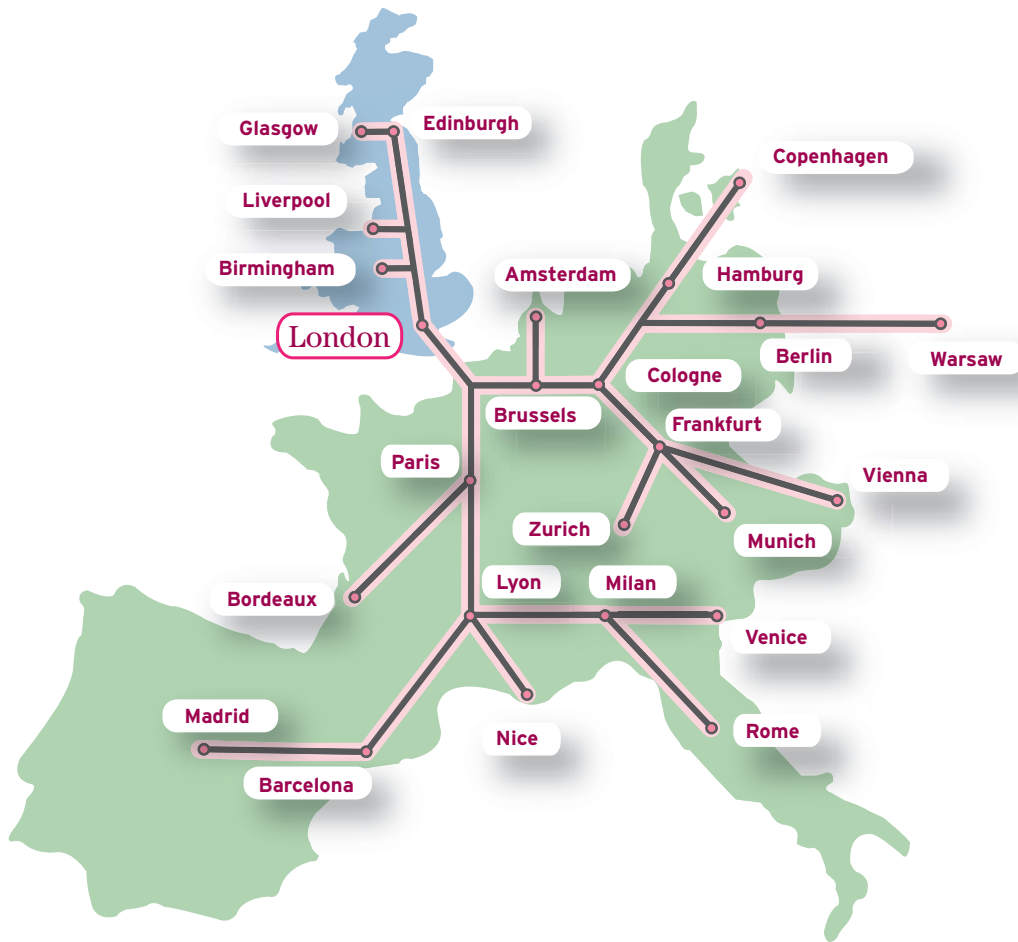 Glasgow
Edinburgh
Copenhagen
Liverpool
Birmingham
Amsterdam
Hamburg
London
Berlin
Warsaw
Cologne
Brussels
Frankfurt
Paris
Vienna
Zurich
Munich
Lyon
Milan
Bordeaux
Venice
Madrid
Nice
Rome
Barcelona